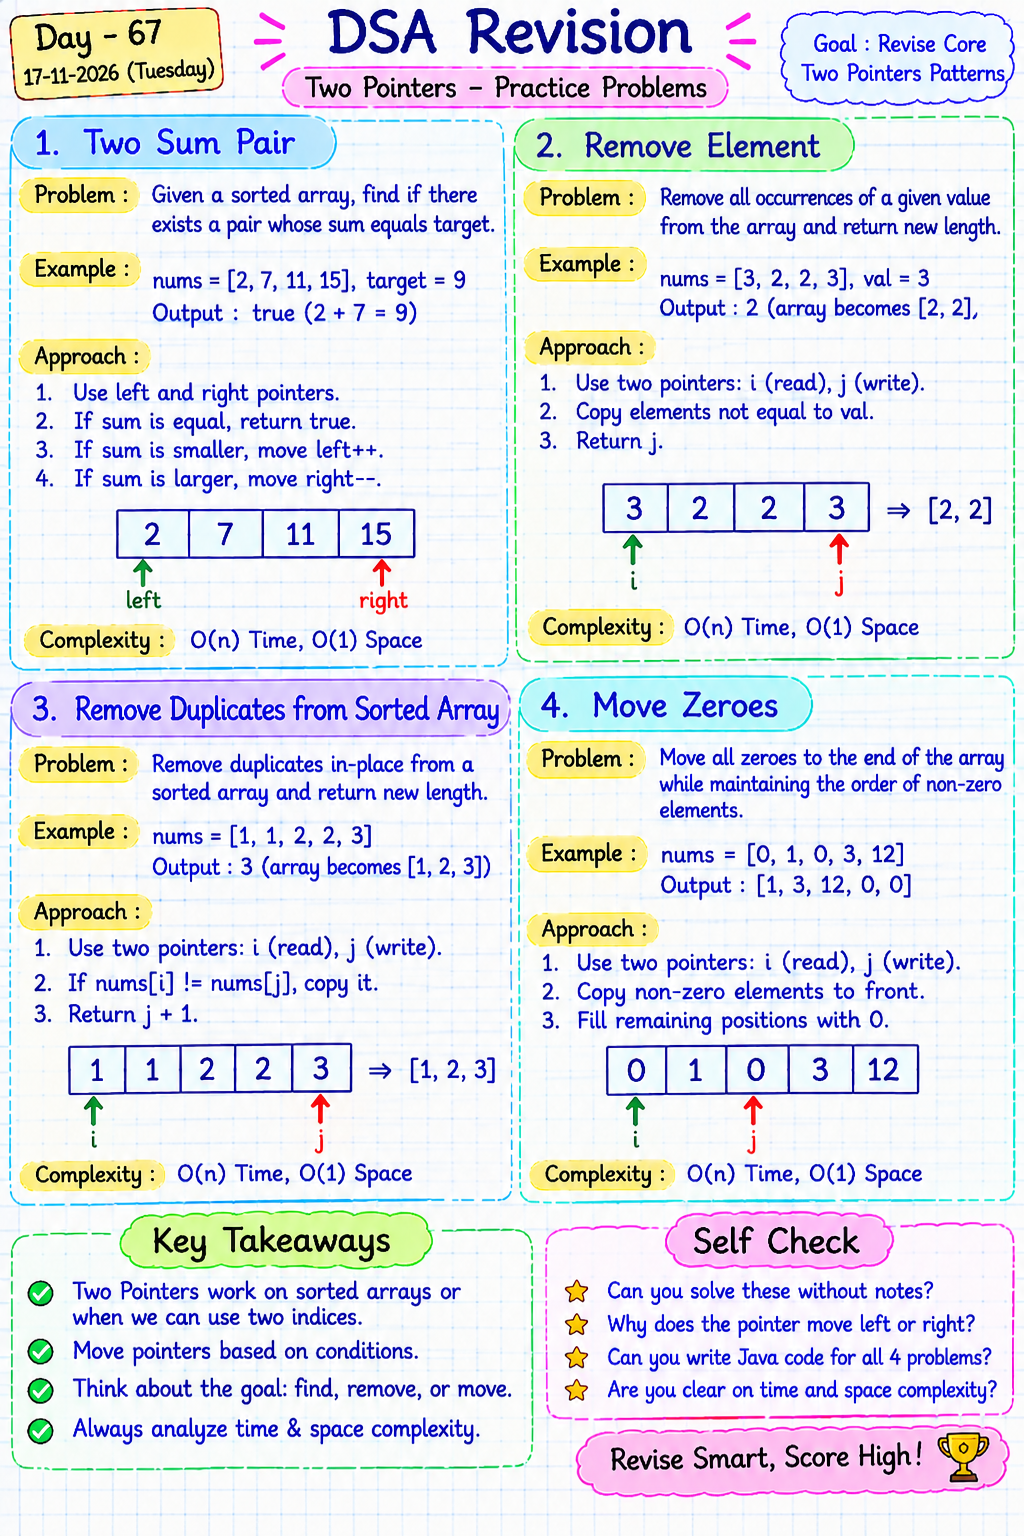 Day - 67
17-11-2026 (Tuesday)
DSA Revision
Two Pointers – Practice Problems
Goal : Revise Core
Two Pointers Patterns
1. Two Sum Pair
Problem : Given a sorted array, find if there
exists a pair whose sum equals target.
Example :
nums = [2, 7, 11, 15], target = 9
Output : true (2 + 7 = 9)
Approach :
1. Use left and right pointers.
2. If sum is equal, return true.
3. If sum is smaller, move left++.
4. If sum is larger, move right--.
2 7 11 15
left right
Complexity : O(n) Time, O(1) Space
2. Remove Element
Problem : Remove all occurrences of a given value
from the array and return new length.
Example :
nums = [3, 2, 2, 3], val = 3
Output : 2 (array becomes [2, 2],
Approach :
1. Use two pointers: i (read), j (write).
2. Copy elements not equal to val.
3. Return j.
3 2 2 3 ⇒ [2, 2]
i j
Complexity : O(n) Time, O(1) Space
3. Remove Duplicates from Sorted Array
Problem : Remove duplicates in-place from a
sorted array and return new length.
Example : nums = [1, 1, 2, 2, 3]
Output : 3 (array becomes [1, 2, 3])
Approach :
1. Use two pointers: i (read), j (write).
2. If nums[i] != nums[j], copy it.
3. Return j + 1.
1 1 2 2 3 ⇒ [1, 2, 3]
i j
Complexity : O(n) Time, O(1) Space
4. Move Zeroes
Problem : Move all zeroes to the end of the array
while maintaining the order of non-zero
elements.
Example : nums = [0, 1, 0, 3, 12]
Output : [1, 3, 12, 0, 0]
Approach :
1. Use two pointers: i (read), j (write).
2. Copy non-zero elements to front.
3. Fill remaining positions with 0.
0 1 0 3 12
i j
Complexity : O(n) Time, O(1) Space
Key Takeaways
Two Pointers work on sorted arrays or
when we can use two indices.
Move pointers based on conditions.
Think about the goal: find, remove, or move.
Always analyze time & space complexity.
Self Check
Can you solve these without notes?
Why does the pointer move left or right?
Can you write Java code for all 4 problems?
Are you clear on time and space complexity?
Revise Smart, Score High!